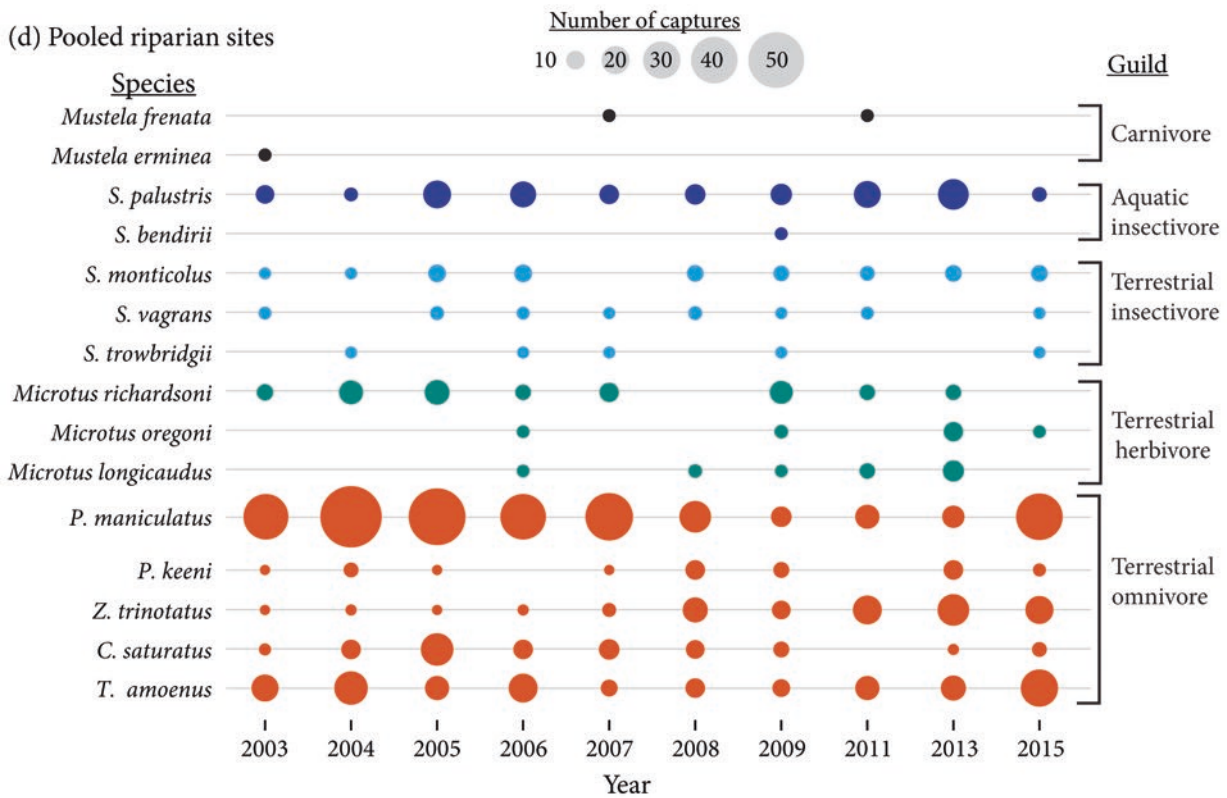 (d) Pooled riparian sites
Number of captures
10 20 30 40 50
Species
Guild
Mustela frenata
Mustela erminea
Carnivore
S. palustris
S. bendirii
Aquatic
insectivore
S. monticolus
S. vagrans
S. trowbridgii
Terrestrial
insectivore
Microtus richardsoni
Microtus oregoni
Microtus longicaudus
Terrestrial
herbivore
P. maniculatus
P. keeni
Z. trinotatus
C. saturatus
T. amoenus
Terrestrial
omnivore
2003 2004 2005 2006 2007 2008 2009 2011 2013 2015
Year